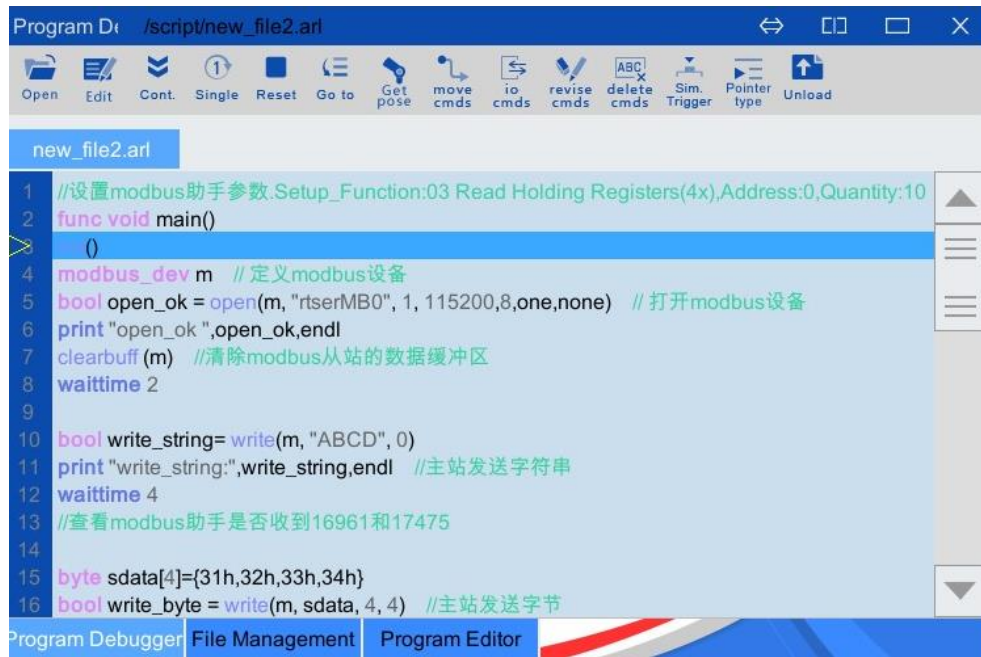 Program De /script/new_file2.arl
Open Edit Cont. Single Reset Go to Get pose move cmds io cmds revise cmds delete cmds Sim. Trigger Pointer type Unload
new_file2.arl
1 //设置modbus助手参数.Setup_Function:03 Read Holding Registers(4x),Address:0,Quantity:10
2 func void main()
3 ()
4 modbus_dev m //定义modbus设备
5 bool open_ok = open(m, "rtserMB0", 1, 115200,8,one,none) //打开modbus设备
6 print "open_ok ",open_ok,endl
7 clearbuff (m) //清除modbus从站的数据缓冲区
8 waittime 2
9
10 bool write_string= write(m, "ABCD", 0)
11 print "write_string:",write_string,endl //主站发送字符串
12 waittime 4
13 //查看modbus助手是否收到16961和17475
14
15 byte sdata[4]={31h,32h,33h,34h}
16 bool write_byte = write(m, sdata, 4, 4) //主站发送字节
Program Debugger File Management Program Editor